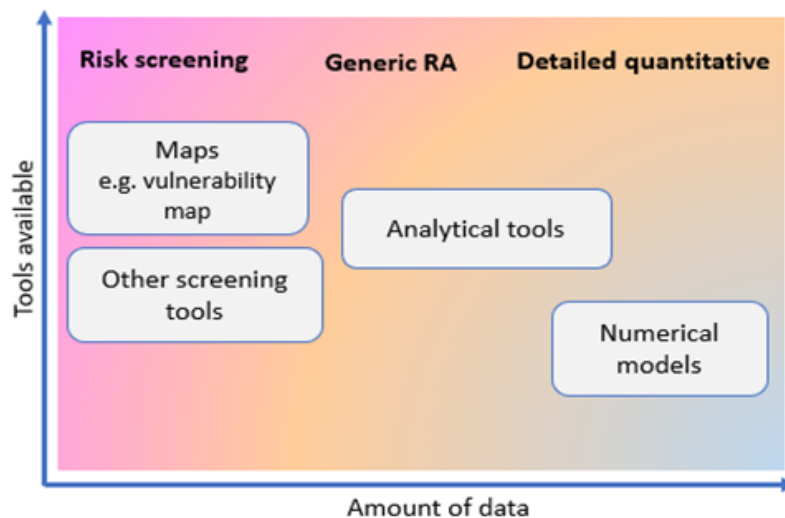 Risk screening
Generic RA
Detailed quantitative
Maps
e.g. vulnerability
map
Other screening
tools
Analytical tools
Numerical
models
Tools available
Amount of data